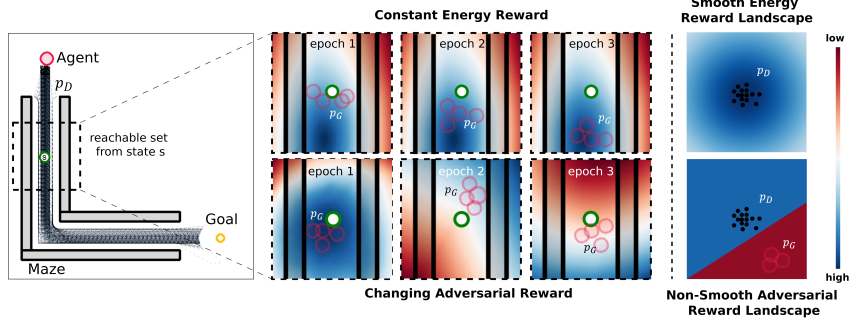 Constant Energy Reward
Smooth Energy
Reward Landscape
Agent
p_D
s
reachable set
from state s
Goal
Maze
epoch 1
p_G
epoch 2
p_G
epoch 3
p_G
epoch 1
p_G
epoch 2
p_G
epoch 3
p_G
Changing Adversarial Reward
p_D
p_D
p_G
low
high
Non-Smooth Adversarial
Reward Landscape